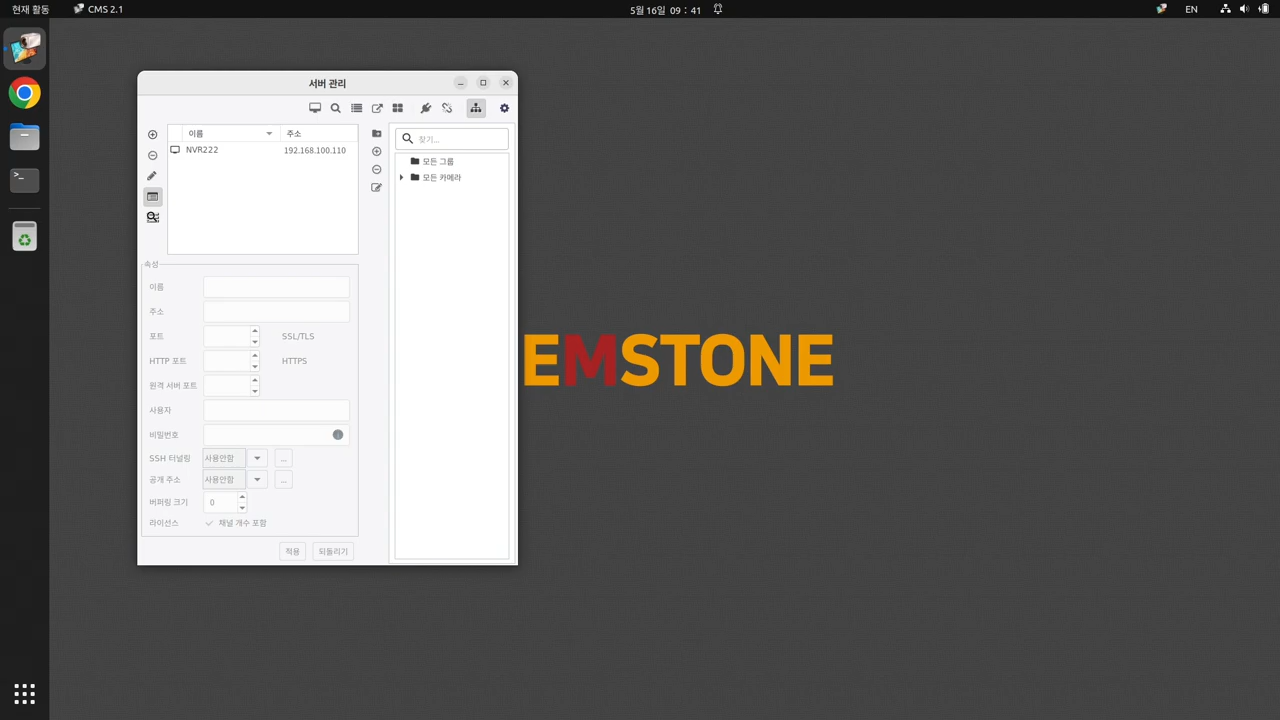 현재 활동 CMS 2.1 5월 16일 09 : 41 EN
서버 관리
이름 주소
NVR222 192.168.100.110
찾기...
모든 그룹
모든 카메라
속성
이름
주소
포트 SSL/TLS
HTTP 포트 HTTPS
원격 서버 포트
사용자
비밀번호
SSH 터널링 사용안함 ...
공개 주소 사용안함 ...
버퍼링 크기 0
라이선스 채널 개수 포함
적용 되돌리기
EMSTONE